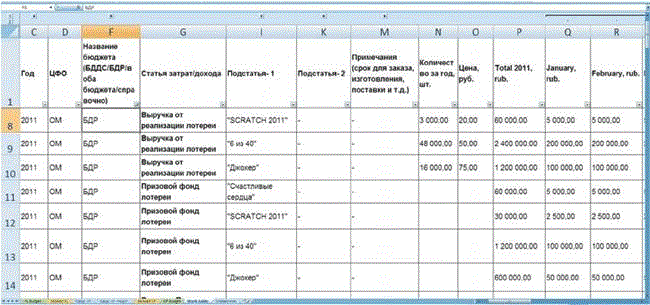 C D F G I K M N O P Q R
Год ЦФО Название бюджета (БДДС/БДР/в оба бюджета/спра вочно) Статья затрат/дохода Подстатья- 1 Подстатья- 2 Примечания (срок для заказа, изготовления, поставки и т.д.) Количест во за год, шт. Цена, руб. Total 2011, rub. January, rub. February, rub.
1
8 2011 ОМ БДР Выручка от реализации лотереи "SCRATCH 2011" - - 3 000,00 20,00 60 000,00 5 000,00 5 000,00
9 2011 ОМ БДР Выручка от реализации лотереи "6 из 40" - - 48 000,00 50,00 2 400 000,00 200 000,00 200 000,00
10 2011 ОМ БДР Выручка от реализации лотереи "Джокер" - - 16 000,00 75,00 1 200 000,00 100 000,00 100 000,00
11 2011 ОМ БДР Призовой фонд лотереи "Счастливые сердца" - - 60 000,00 5 000,00 5 000,00
12 2011 ОМ БДР Призовой фонд лотереи "SCRATCH 2011" - - 30 000,00 2 500,00 2 500,00
13 2011 ОМ БДР Призовой фонд лотереи "6 из 40" - - 1 200 000,00 100 000,00 100 000,00
14 2011 ОМ БДР Призовой фонд лотереи "Джокер" - - 600 000,00 50 000,00 50 000,00